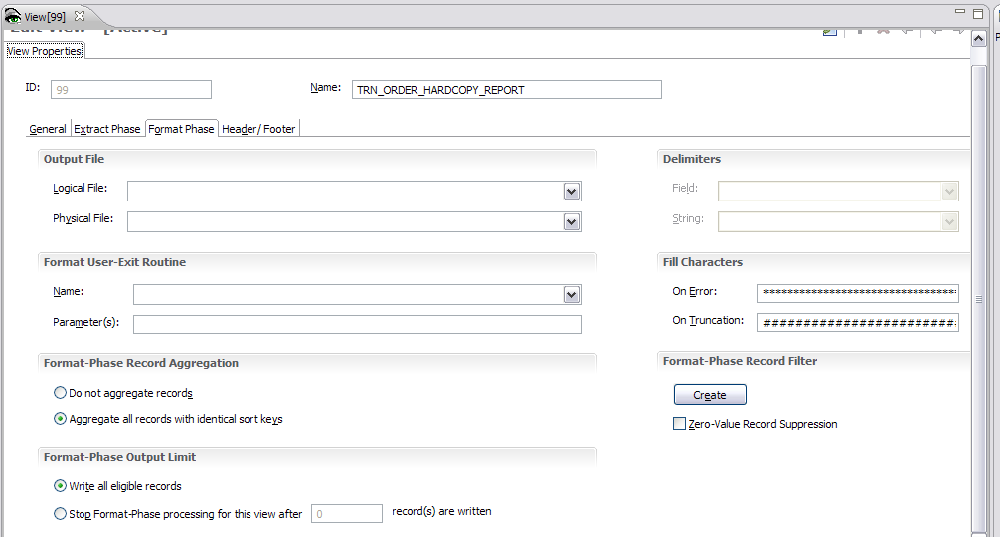 View[99]
Edit View - [Active]
View Properties
ID: 99 Name: TRN_ORDER_HARDCOPY_REPORT
General Extract Phase Format Phase Header/Footer
Output File Delimiters
Logical File: Field:
Physical File: String:
Format User-Exit Routine Fill Characters
Name: On Error: ********************************
Parameter(s): On Truncation: ########################
Format-Phase Record Aggregation Format-Phase Record Filter
Do not aggregate records Create
Aggregate all records with identical sort keys Zero-Value Record Suppression
Format-Phase Output Limit
Write all eligible records
Stop Format-Phase processing for this view after 0 record(s) are written